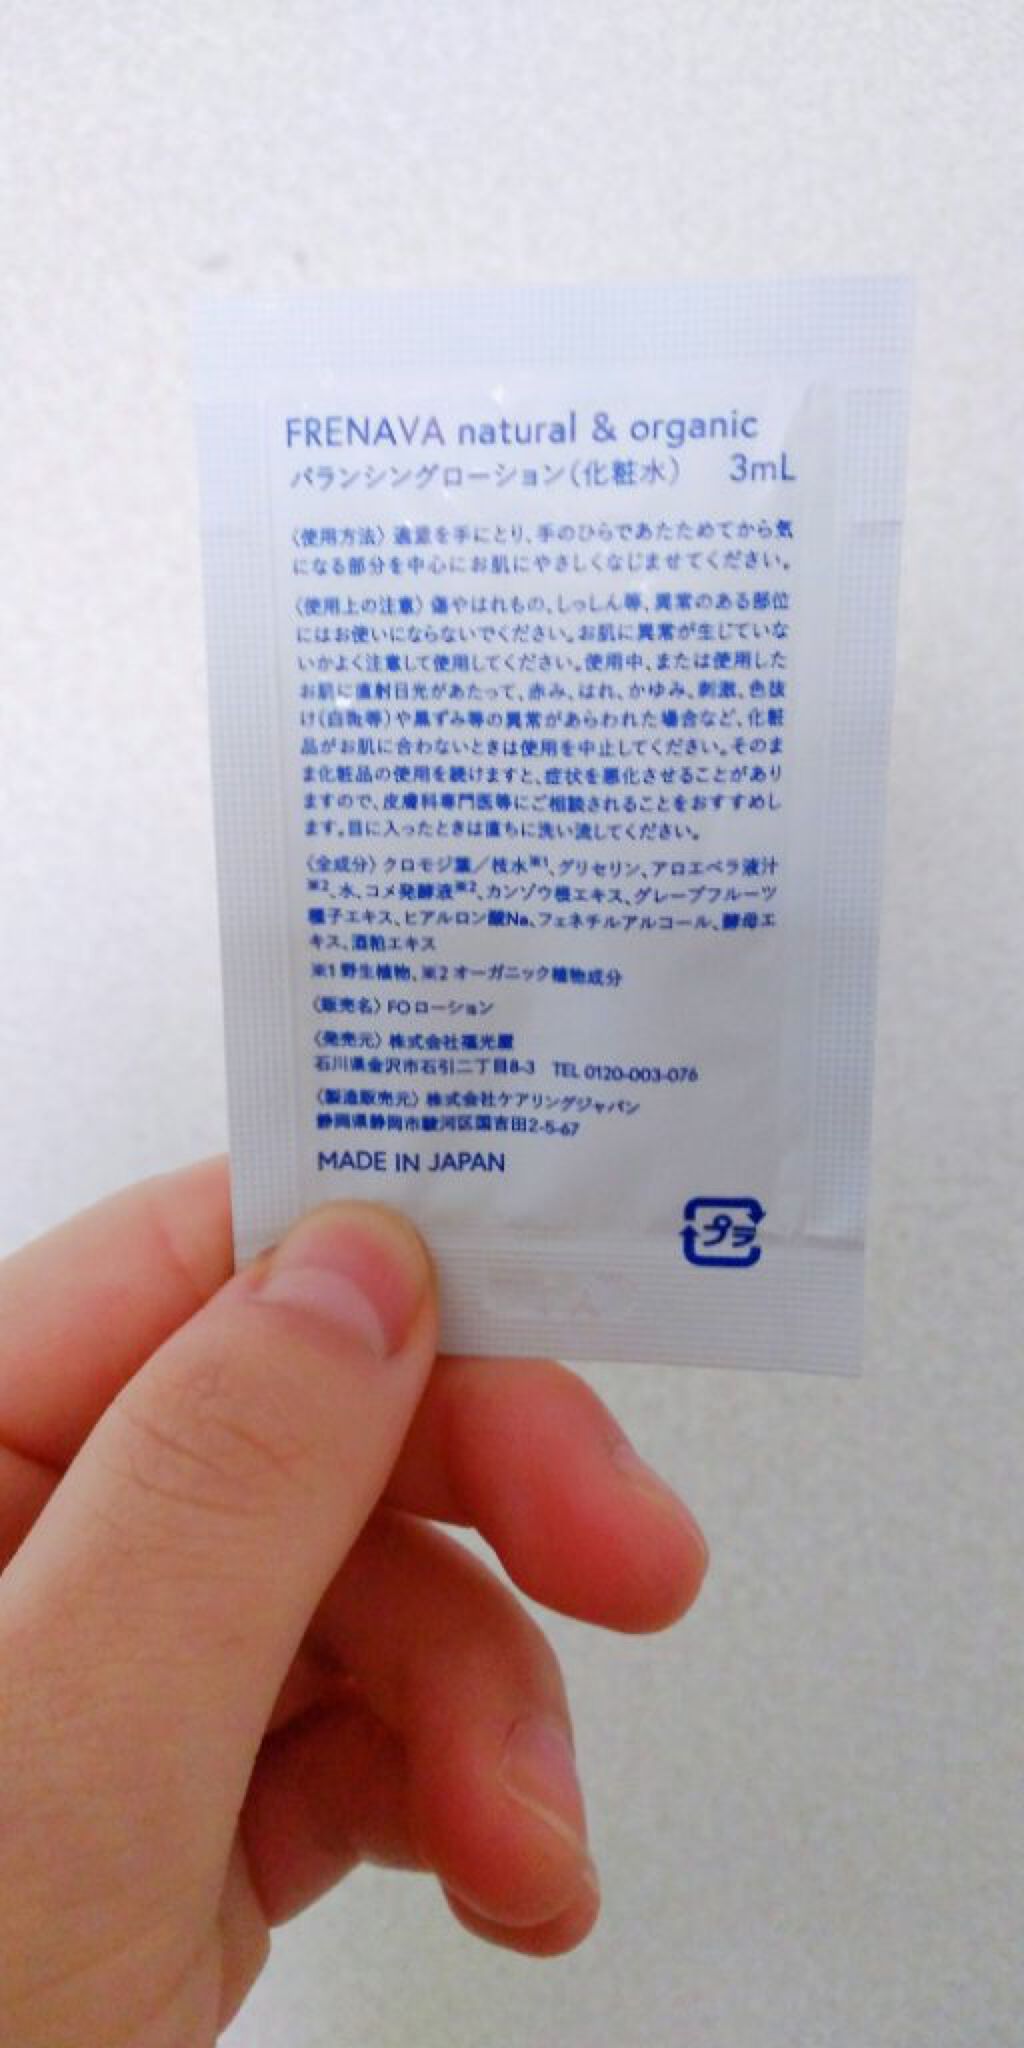 FRENAVA natural & organic
バランシングローション(化粧水) 3mL
〈使用方法〉適量を手にとり、手のひらであたためてから気
になる部分を中心にお肌にやさしくなじませてください。
〈使用上の注意〉傷やはれもの、しっしん等、異常のある部位
にはお使いにならないでください。お肌に異常が生じていな
いかよく注意して使用してください。使用中、または使用した
お肌に直射日光があたって、赤み、はれ、かゆみ、刺激、色抜
け(白斑等)や黒ずみ等の異常があらわれた場合など、化粧
品がお肌に合わないときは使用を中止してください。そのま
ま化粧品の使用を続けますと、症状を悪化させることがあり
ますので、皮膚科専門医等にご相談されることをおすすめし
ます。目に入ったときは直ちに洗い流してください。
〈全成分〉クロモジ葉/枝水※1、グリセリン、アロエベラ液汁
※2、水、コメ発酵液※2、カンゾウ根エキス、グレープフルーツ
種子エキス、ヒアルロン酸Na、フェネチルアルコール、酵母エ
キス、酒粕エキス
※1 野生植物、※2 オーガニック植物成分
〈販売名〉FOローション
〈発売元〉株式会社福光屋
石川県金沢市石引二丁目8-3 TEL 0120-003-076
〈製造販売元〉株式会社ケアリングジャパン
静岡県静岡市駿河区国吉田2-5-67
MADE IN JAPAN
プラ